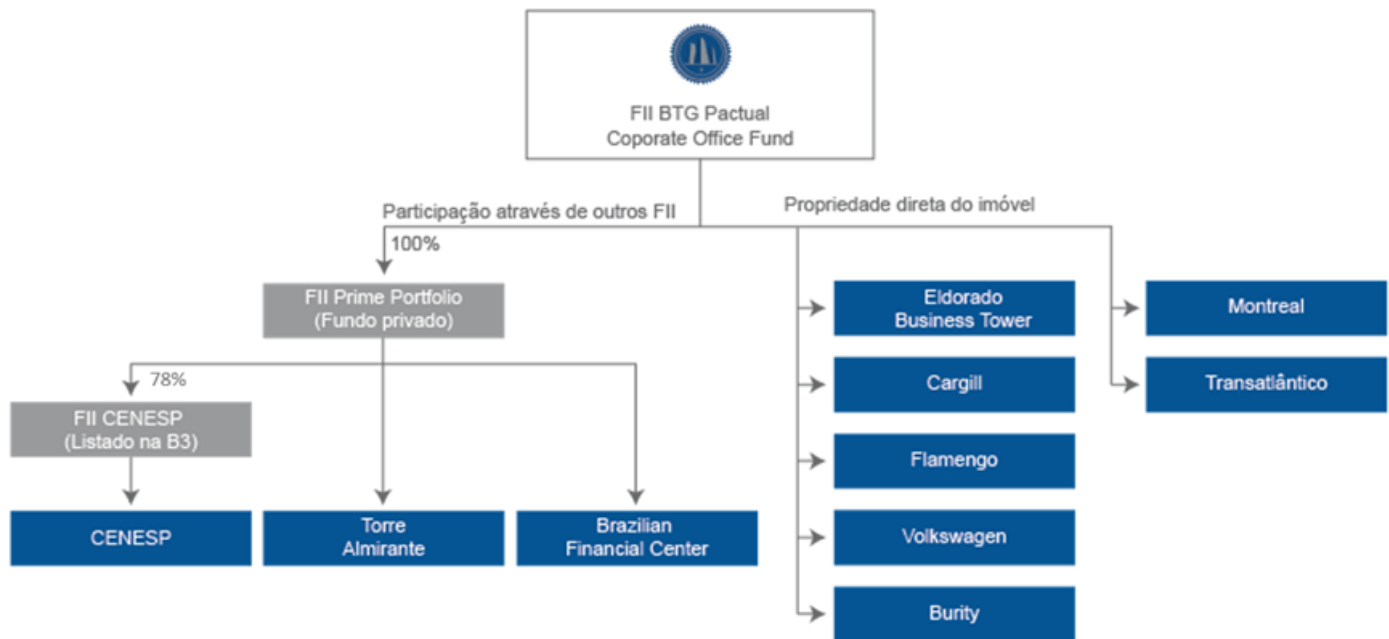 FII BTG Pactual
Coporate Office Fund
Participação através de outros FII
Propriedade direta do imóvel
100%
FII Prime Portfolio
(Fundo privado)
Eldorado
Business Tower
Montreal
78%
Cargill
Transatlântico
FII CENESP
(Listado na B3)
Flamengo
CENESP
Torre
Almirante
Brazilian
Financial Center
Volkswagen
Burity